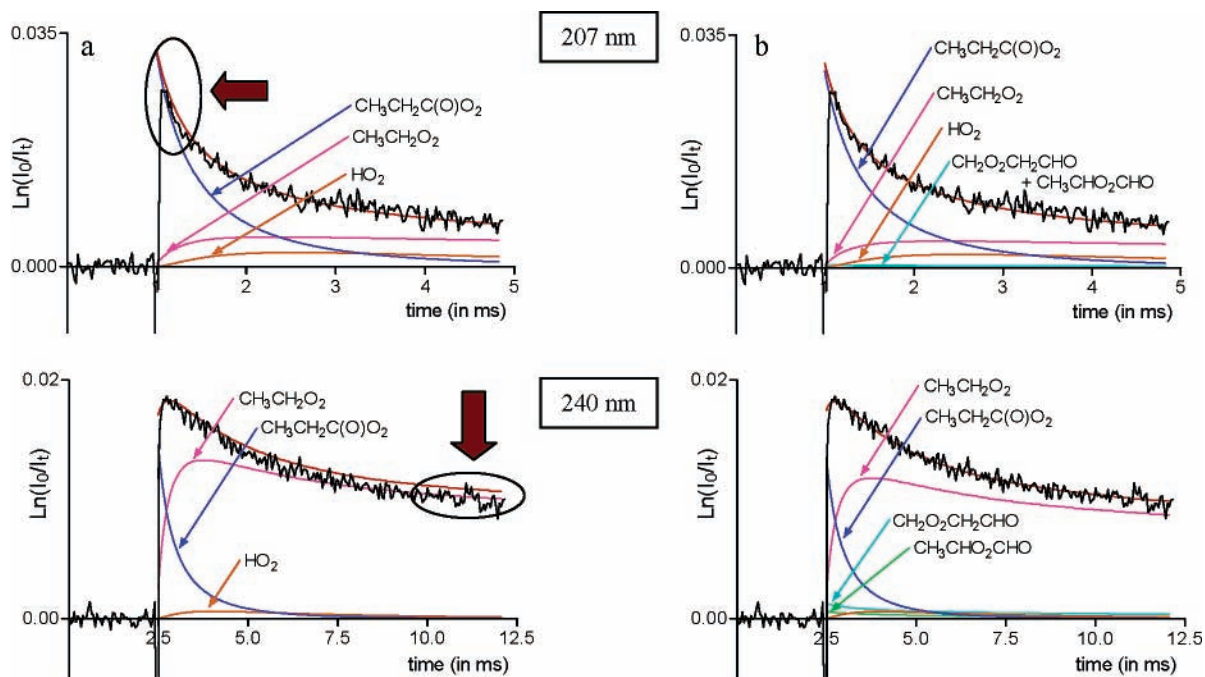 207 nm
a
0.035
Ln(I₀/Iₜ)
0.000
CH₃CH₂C(O)O₂
CH₃CH₂O₂
HO₂
2
3
4
5
time (in ms)
b
0.035
Ln(I₀/Iₜ)
0.000
CH₃CH₂C(O)O₂
CH₃CH₂O₂
HO₂
CH₂O₂CH₂CHO
+ CH₃CHO₂CHO
2
3
4
5
time (in ms)
240 nm
0.02
Ln(I₀/Iₜ)
0.00
CH₃CH₂O₂
CH₃CH₂C(O)O₂
HO₂
2.5
5.0
7.5
10.0
12.5
time (in ms)
0.02
Ln(I₀/Iₜ)
0.00
CH₃CH₂O₂
CH₃CH₂C(O)O₂
CH₂O₂CH₂CHO
CH₃CHO₂CHO
2.5
5.0
7.5
10.0
12.5
time (in ms)